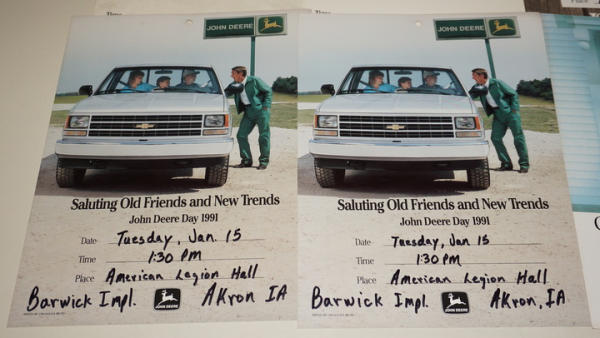 JOHN DEERE
Saluting Old Friends and New Trends
John Deere Day 1991
Date Tuesday, Jan. 15
Time 1:30 PM
Place American Legion Hall
Barwick Impl. JOHN DEERE Akron IA
JOHN DEERE
Saluting Old Friends and New Trends
John Deere Day 1991
Date Tuesday, Jan. 15
Time 1:30 PM
Place American Legion Hall
Barwick Impl. JOHN DEERE Akron, IA
Time
Time
Place